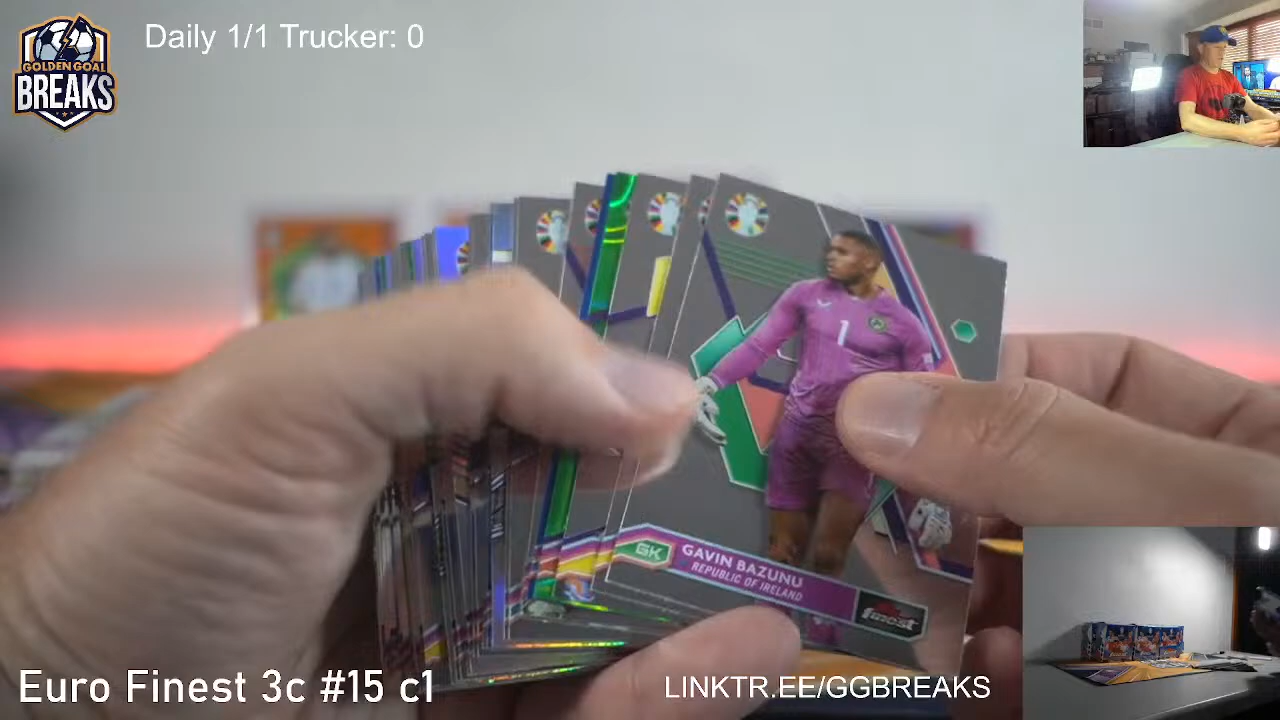 GOLDEN GOAL
BREAKS
Daily 1/1 Trucker: 0
1
GK
GAVIN BAZUNU
REPUBLIC OF IRELAND
finest
Euro Finest 3c #15 c1
LINKTR.EE/GGBREAKS